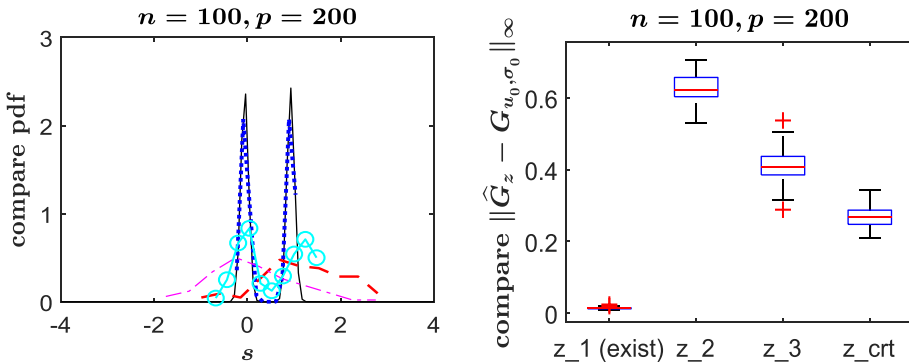 n = 100, p = 200
compare pdf
3
2
1
0
-4
-2
0
2
4
s
n = 100, p = 200
compare ‖Ĝ_z − G_{u_0,σ_0}‖_∞
0.6
0.4
0.2
0
z_1 (exist)
z_2
z_3
z_crt